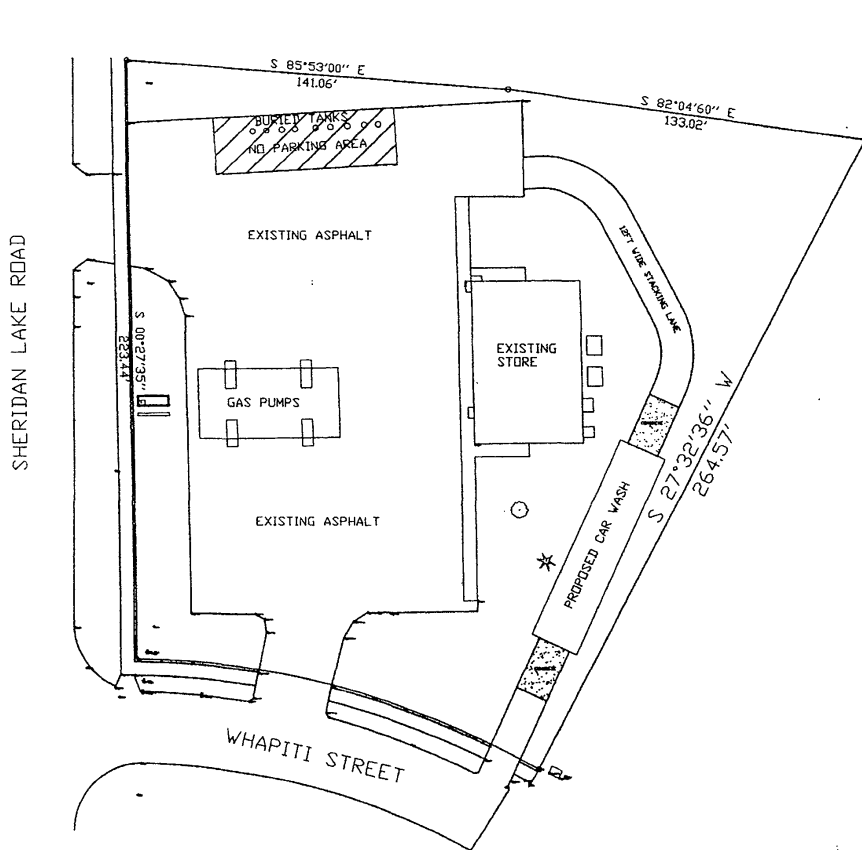 S 85°53'00'' E
141.06'
S 82°04'60'' E
133.02'
BURIED TANKS
NO PARKING AREA
EXISTING ASPHALT
12FT WIDE STACKING LANE
SHERIDAN LAKE ROAD
S 00°27'35''
223.44'
EXISTING
STORE
GAS PUMPS
S 27°32'36'' W
264.57'
EXISTING ASPHALT
PROPOSED CAR WASH
WHAPITI STREET